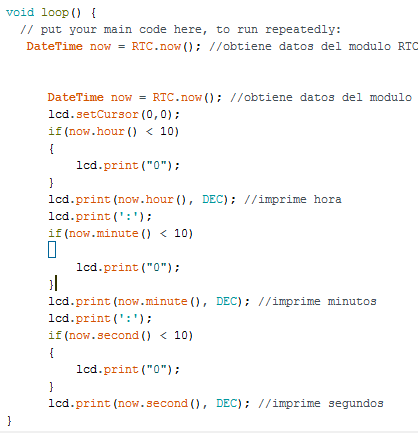 void loop() {
// put your main code here, to run repeatedly:
DateTime now = RTC.now(); //obtiene datos del modulo RTC
DateTime now = RTC.now(); //obtiene datos del modulo
lcd.setCursor(0,0);
if(now.hour() < 10)
{
lcd.print("0");
}
lcd.print(now.hour(), DEC); //imprime hora
lcd.print(':');
if(now.minute() < 10)
{
lcd.print("0");
}
lcd.print(now.minute(), DEC); //imprime minutos
lcd.print(':');
if(now.second() < 10)
{
lcd.print("0");
}
lcd.print(now.second(), DEC); //imprime segundos
}